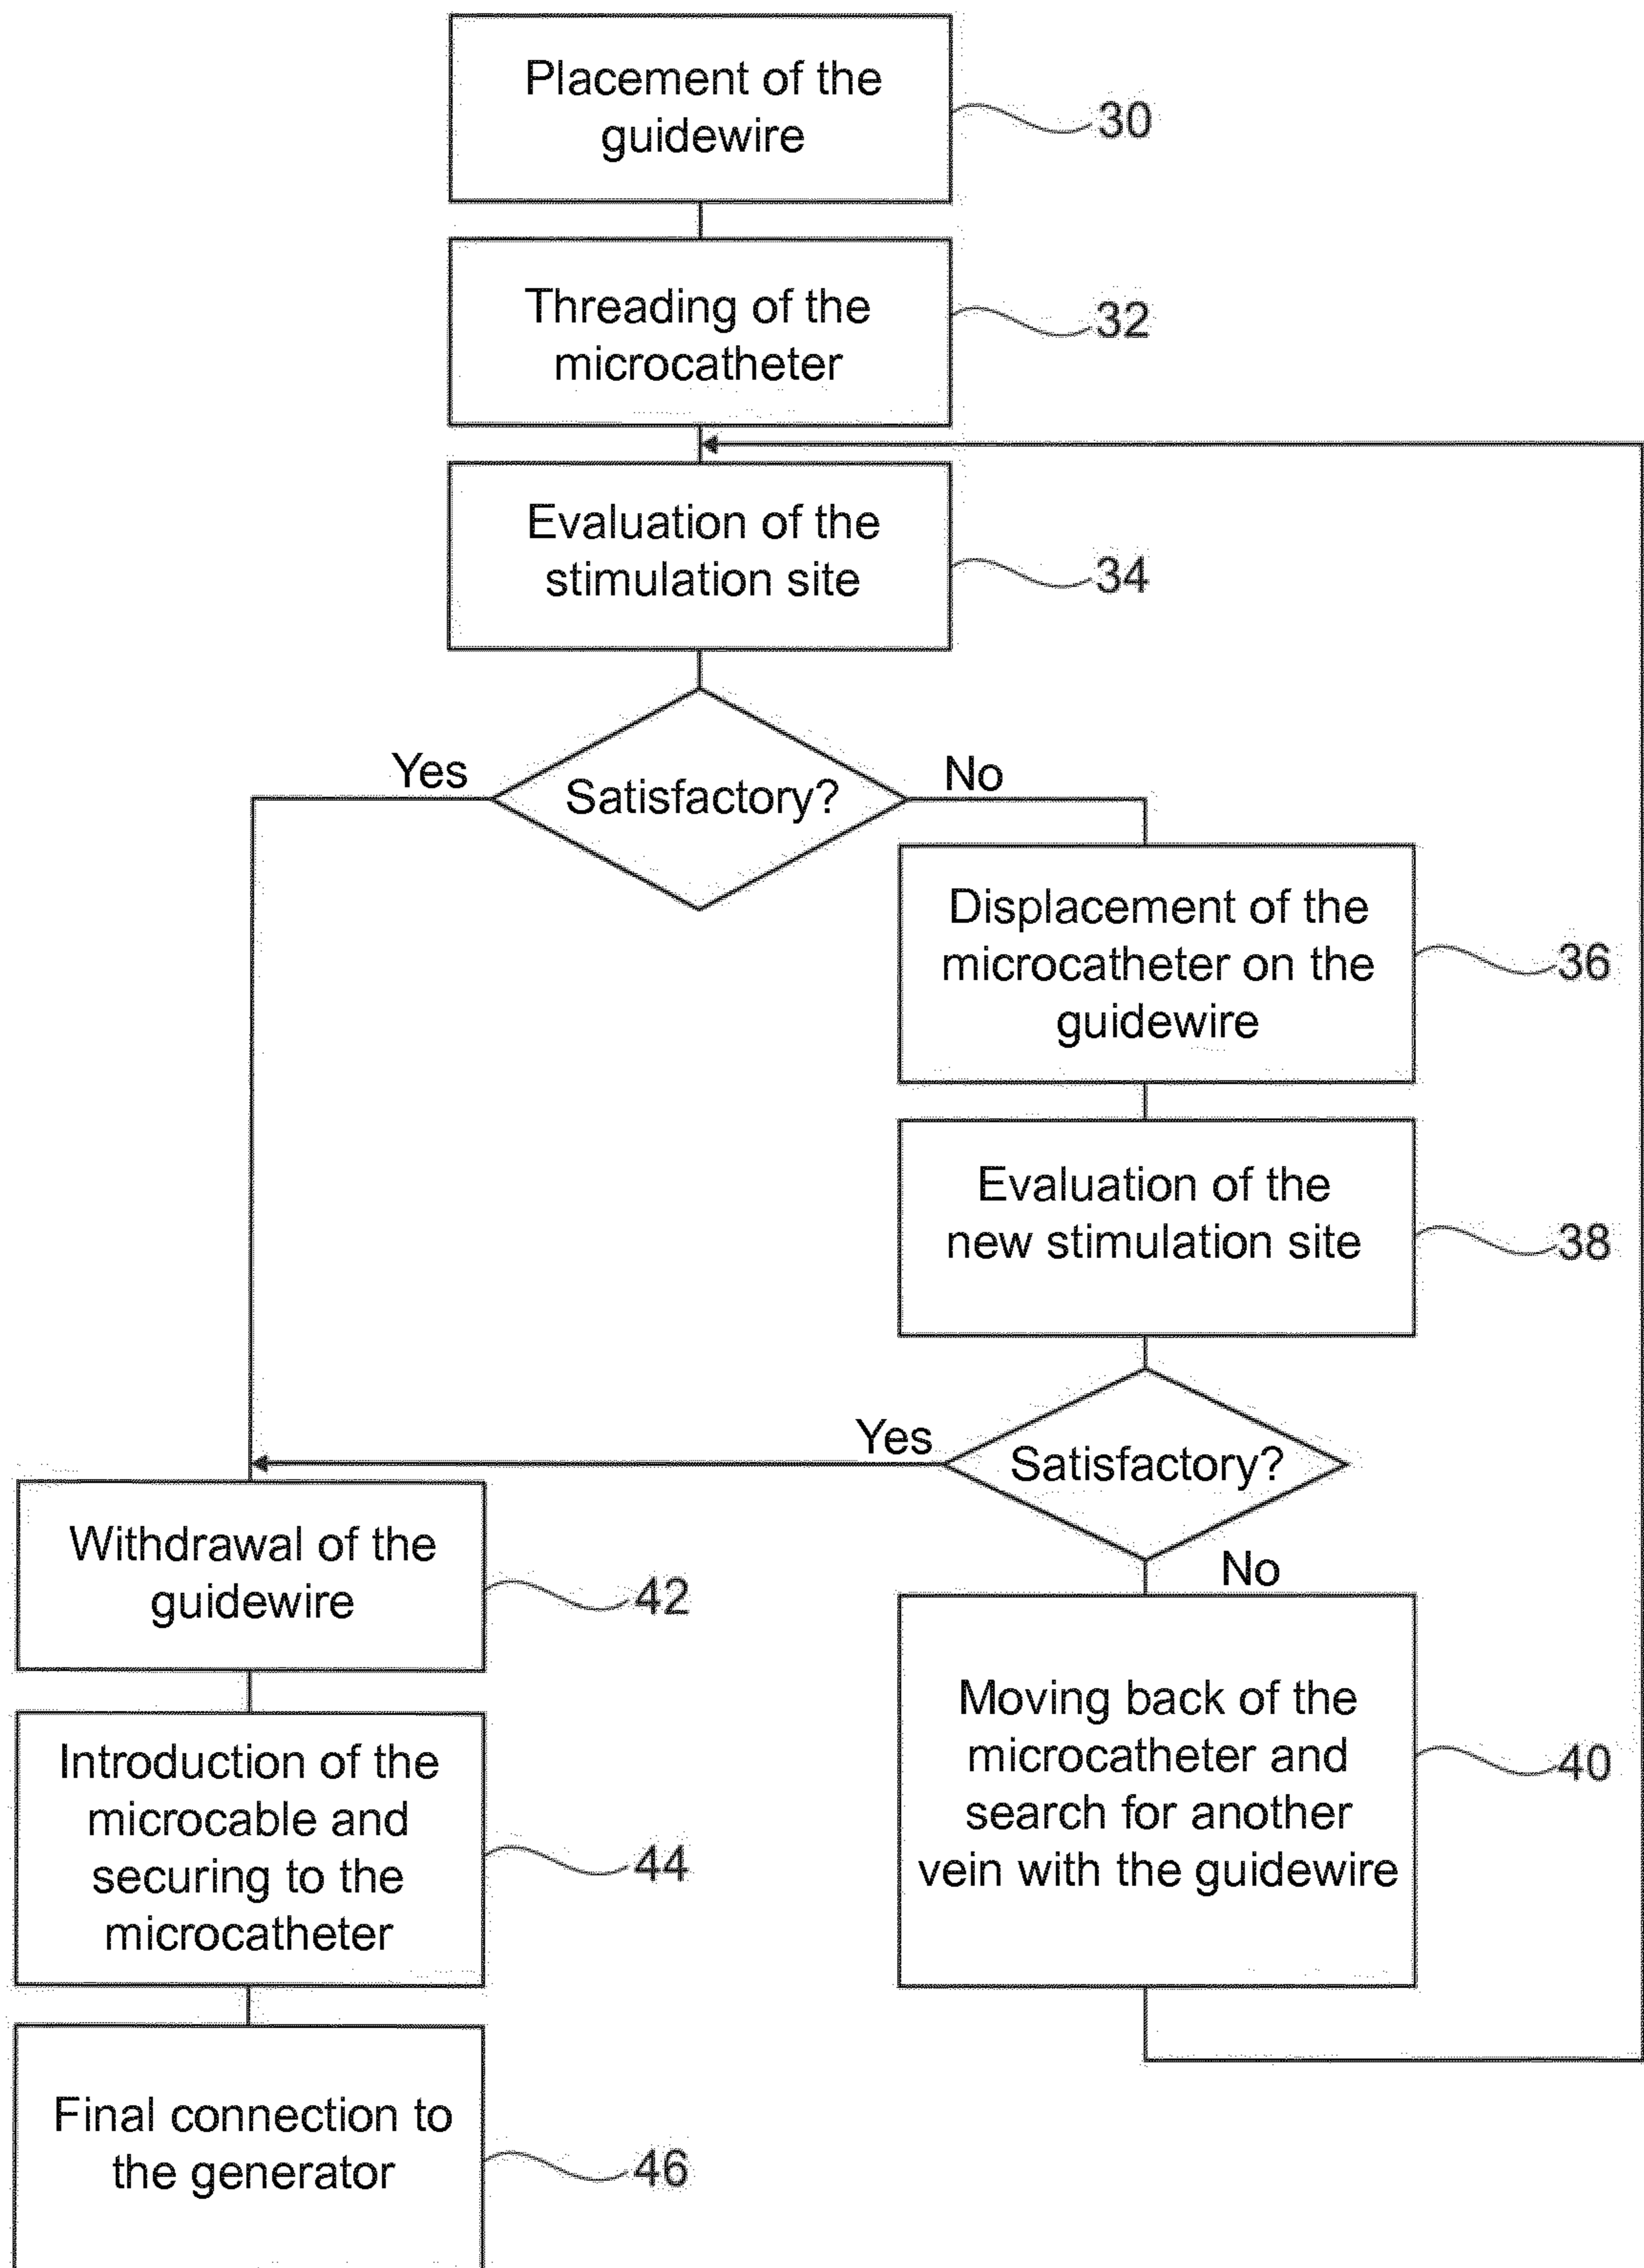 Placement of the
guidewire
30
Threading of the
microcatheter
32
Evaluation of the
stimulation site
34
Yes
Satisfactory?
No
Displacement of the
microcatheter on the
guidewire
36
Evaluation of the
new stimulation site
38
Yes
Satisfactory?
No
Withdrawal of the
guidewire
42
Moving back of the
microcatheter and
search for another
vein with the guidewire
40
Introduction of the
microcable and
securing to the
microcatheter
44
Final connection to
the generator
46